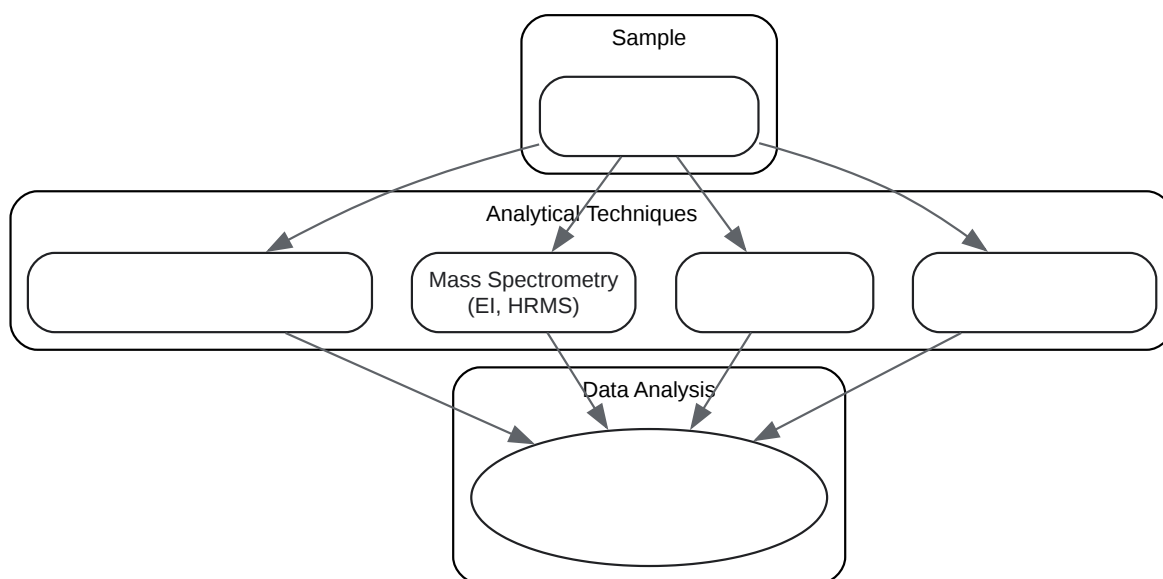 Sample
Analytical Techniques
Mass Spectrometry
(EI, HRMS)
Data Analysis